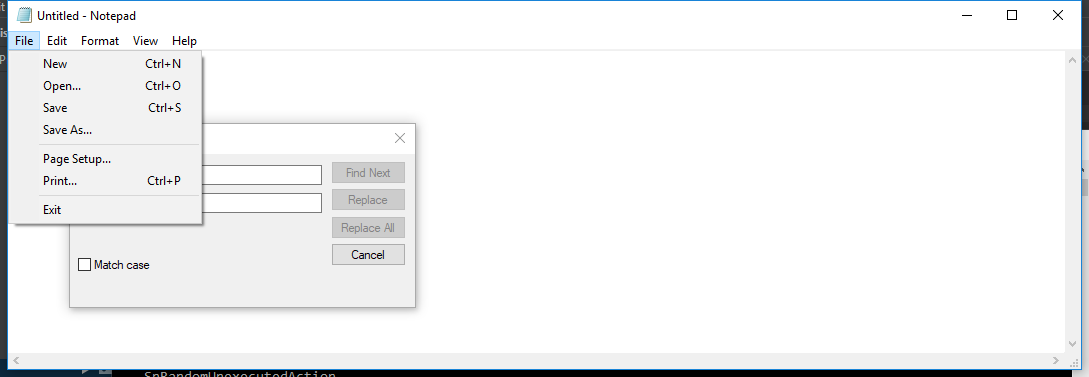 Untitled - Notepad
File Edit Format View Help
New Ctrl+N
Open... Ctrl+O
Save Ctrl+S
Save As...
Page Setup...
Print... Ctrl+P
Exit
Find Next
Replace
Replace All
Cancel
Match case
SnRandomUnexecutedAction